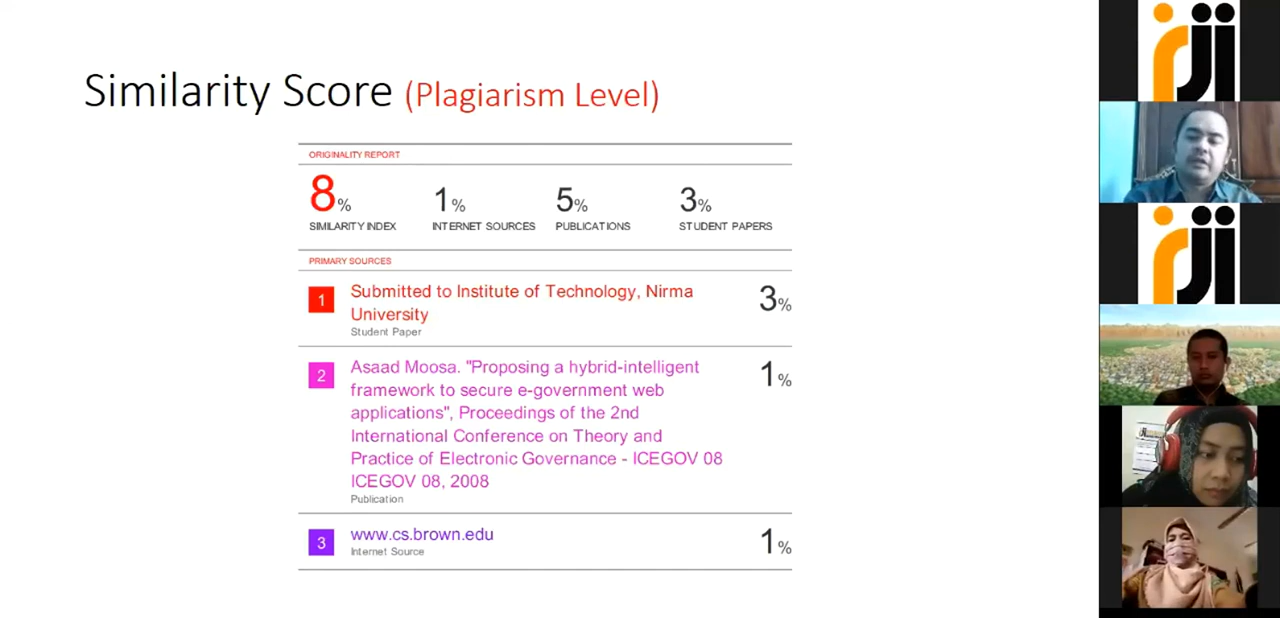 Similarity Score (Plagiarism Level)
ORIGINALITY REPORT
8% 1% 5% 3%
SIMILARITY INDEX INTERNET SOURCES PUBLICATIONS STUDENT PAPERS
PRIMARY SOURCES
1 Submitted to Institute of Technology, Nirma 3%
University
Student Paper
2 Asaad Moosa. "Proposing a hybrid-intelligent 1%
framework to secure e-government web
applications", Proceedings of the 2nd
International Conference on Theory and
Practice of Electronic Governance - ICEGOV 08
ICEGOV 08, 2008
Publication
3 www.cs.brown.edu 1%
Internet Source
rji
rji